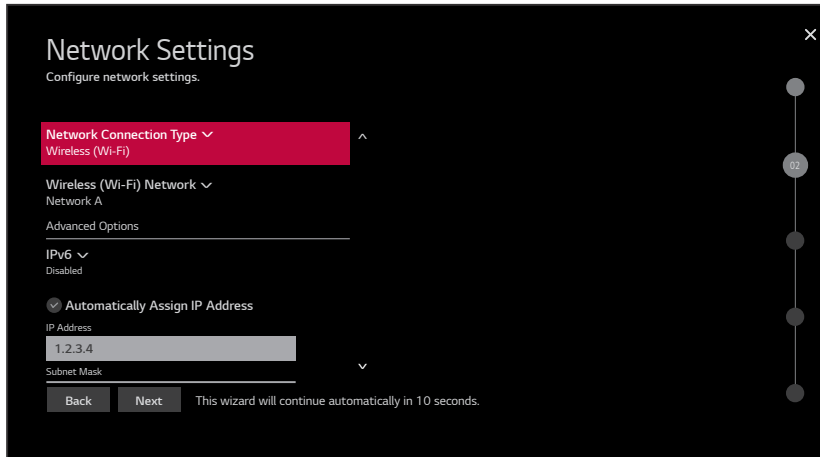 Network Settings
Configure network settings.
Network Connection Type
Wireless (Wi-Fi)
02
Wireless (Wi-Fi) Network
Network A
Advanced Options
IPv6
Disabled
Automatically Assign IP Address
IP Address
1.2.3.4
Subnet Mask
Back Next This wizard will continue automatically in 10 seconds.